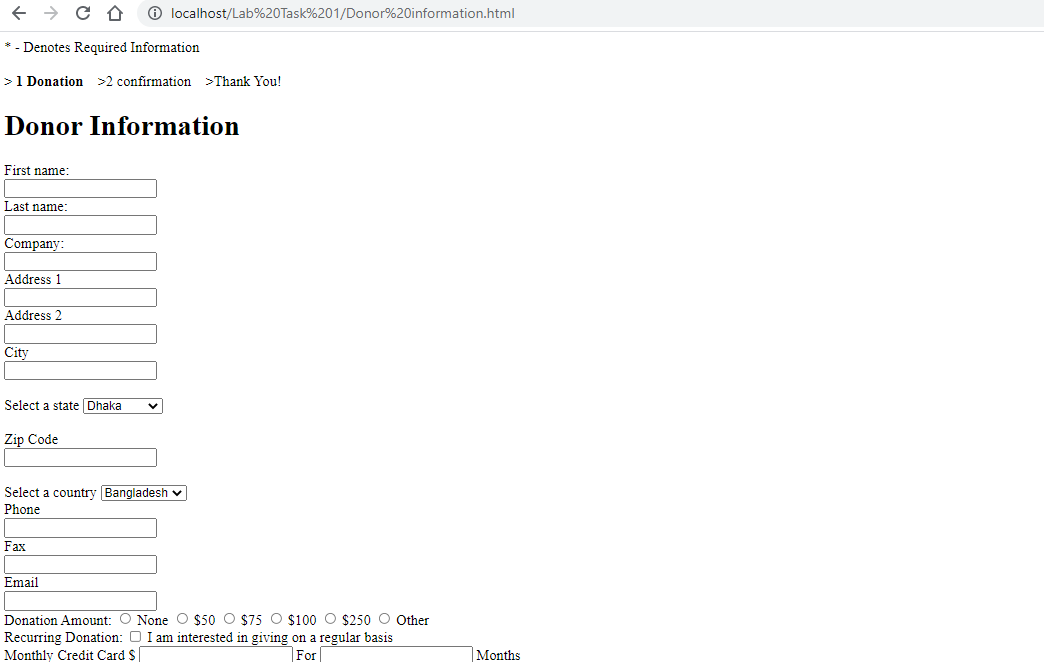 localhost/Lab%20Task%201/Donor%20information.html
* - Denotes Required Information
> 1 Donation >2 confirmation >Thank You!
Donor Information
First name:
Last name:
Company:
Address 1
Address 2
City
Select a state Dhaka
Zip Code
Select a country Bangladesh
Phone
Fax
Email
Donation Amount: None $50 $75 $100 $250 Other
Recurring Donation: I am interested in giving on a regular basis
Monthly Credit Card $ For Months